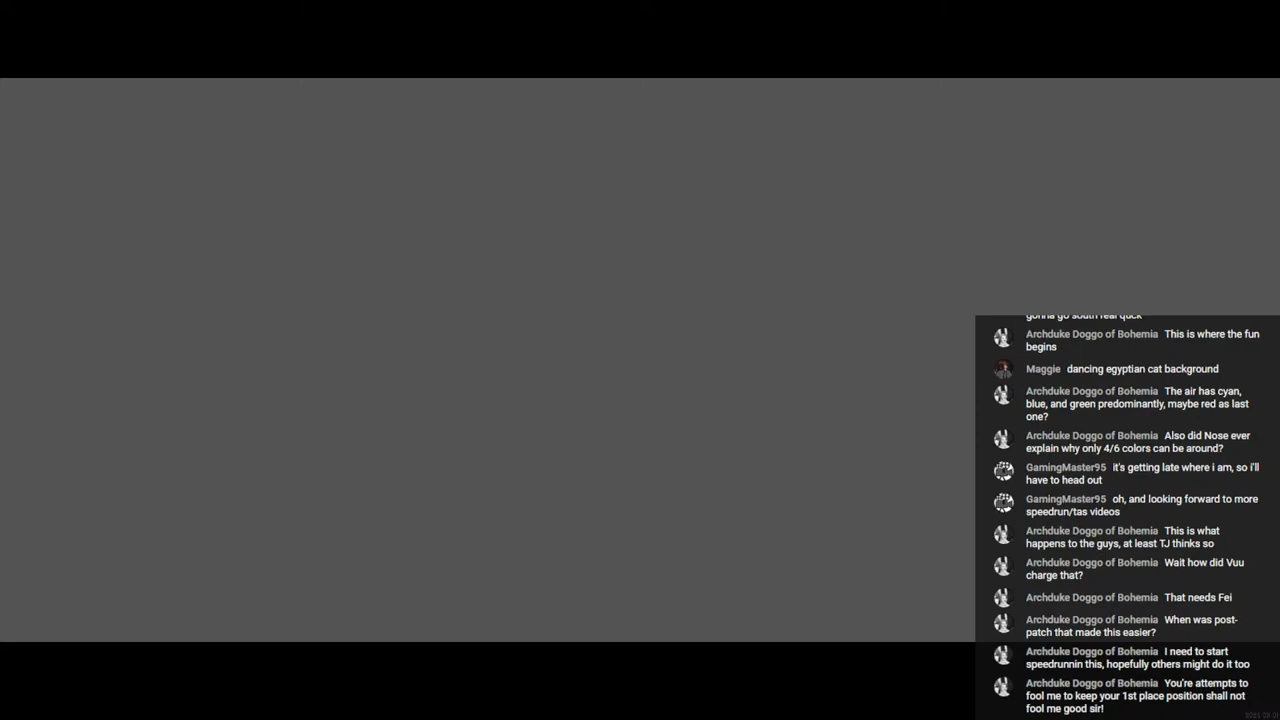 gonna go south real quck
Archduke Doggo of Bohemia This is where the fun
begins
Maggie dancing egyptian cat background
Archduke Doggo of Bohemia The air has cyan,
blue, and green predominantly, maybe red as last
one?
Archduke Doggo of Bohemia Also did Nose ever
explain why only 4/6 colors can be around?
GamingMaster95 it's getting late where i am, so i'll
have to head out
GamingMaster95 oh, and looking forward to more
speedrun/tas videos
Archduke Doggo of Bohemia This is what
happens to the guys, at least TJ thinks so
Archduke Doggo of Bohemia Wait how did Vuu
charge that?
Archduke Doggo of Bohemia That needs Fei
Archduke Doggo of Bohemia When was post-
patch that made this easier?
Archduke Doggo of Bohemia I need to start
speedrunnin this, hopefully others might do it too
Archduke Doggo of Bohemia You're attempts to
fool me to keep your 1st place position shall not
fool me good sir!